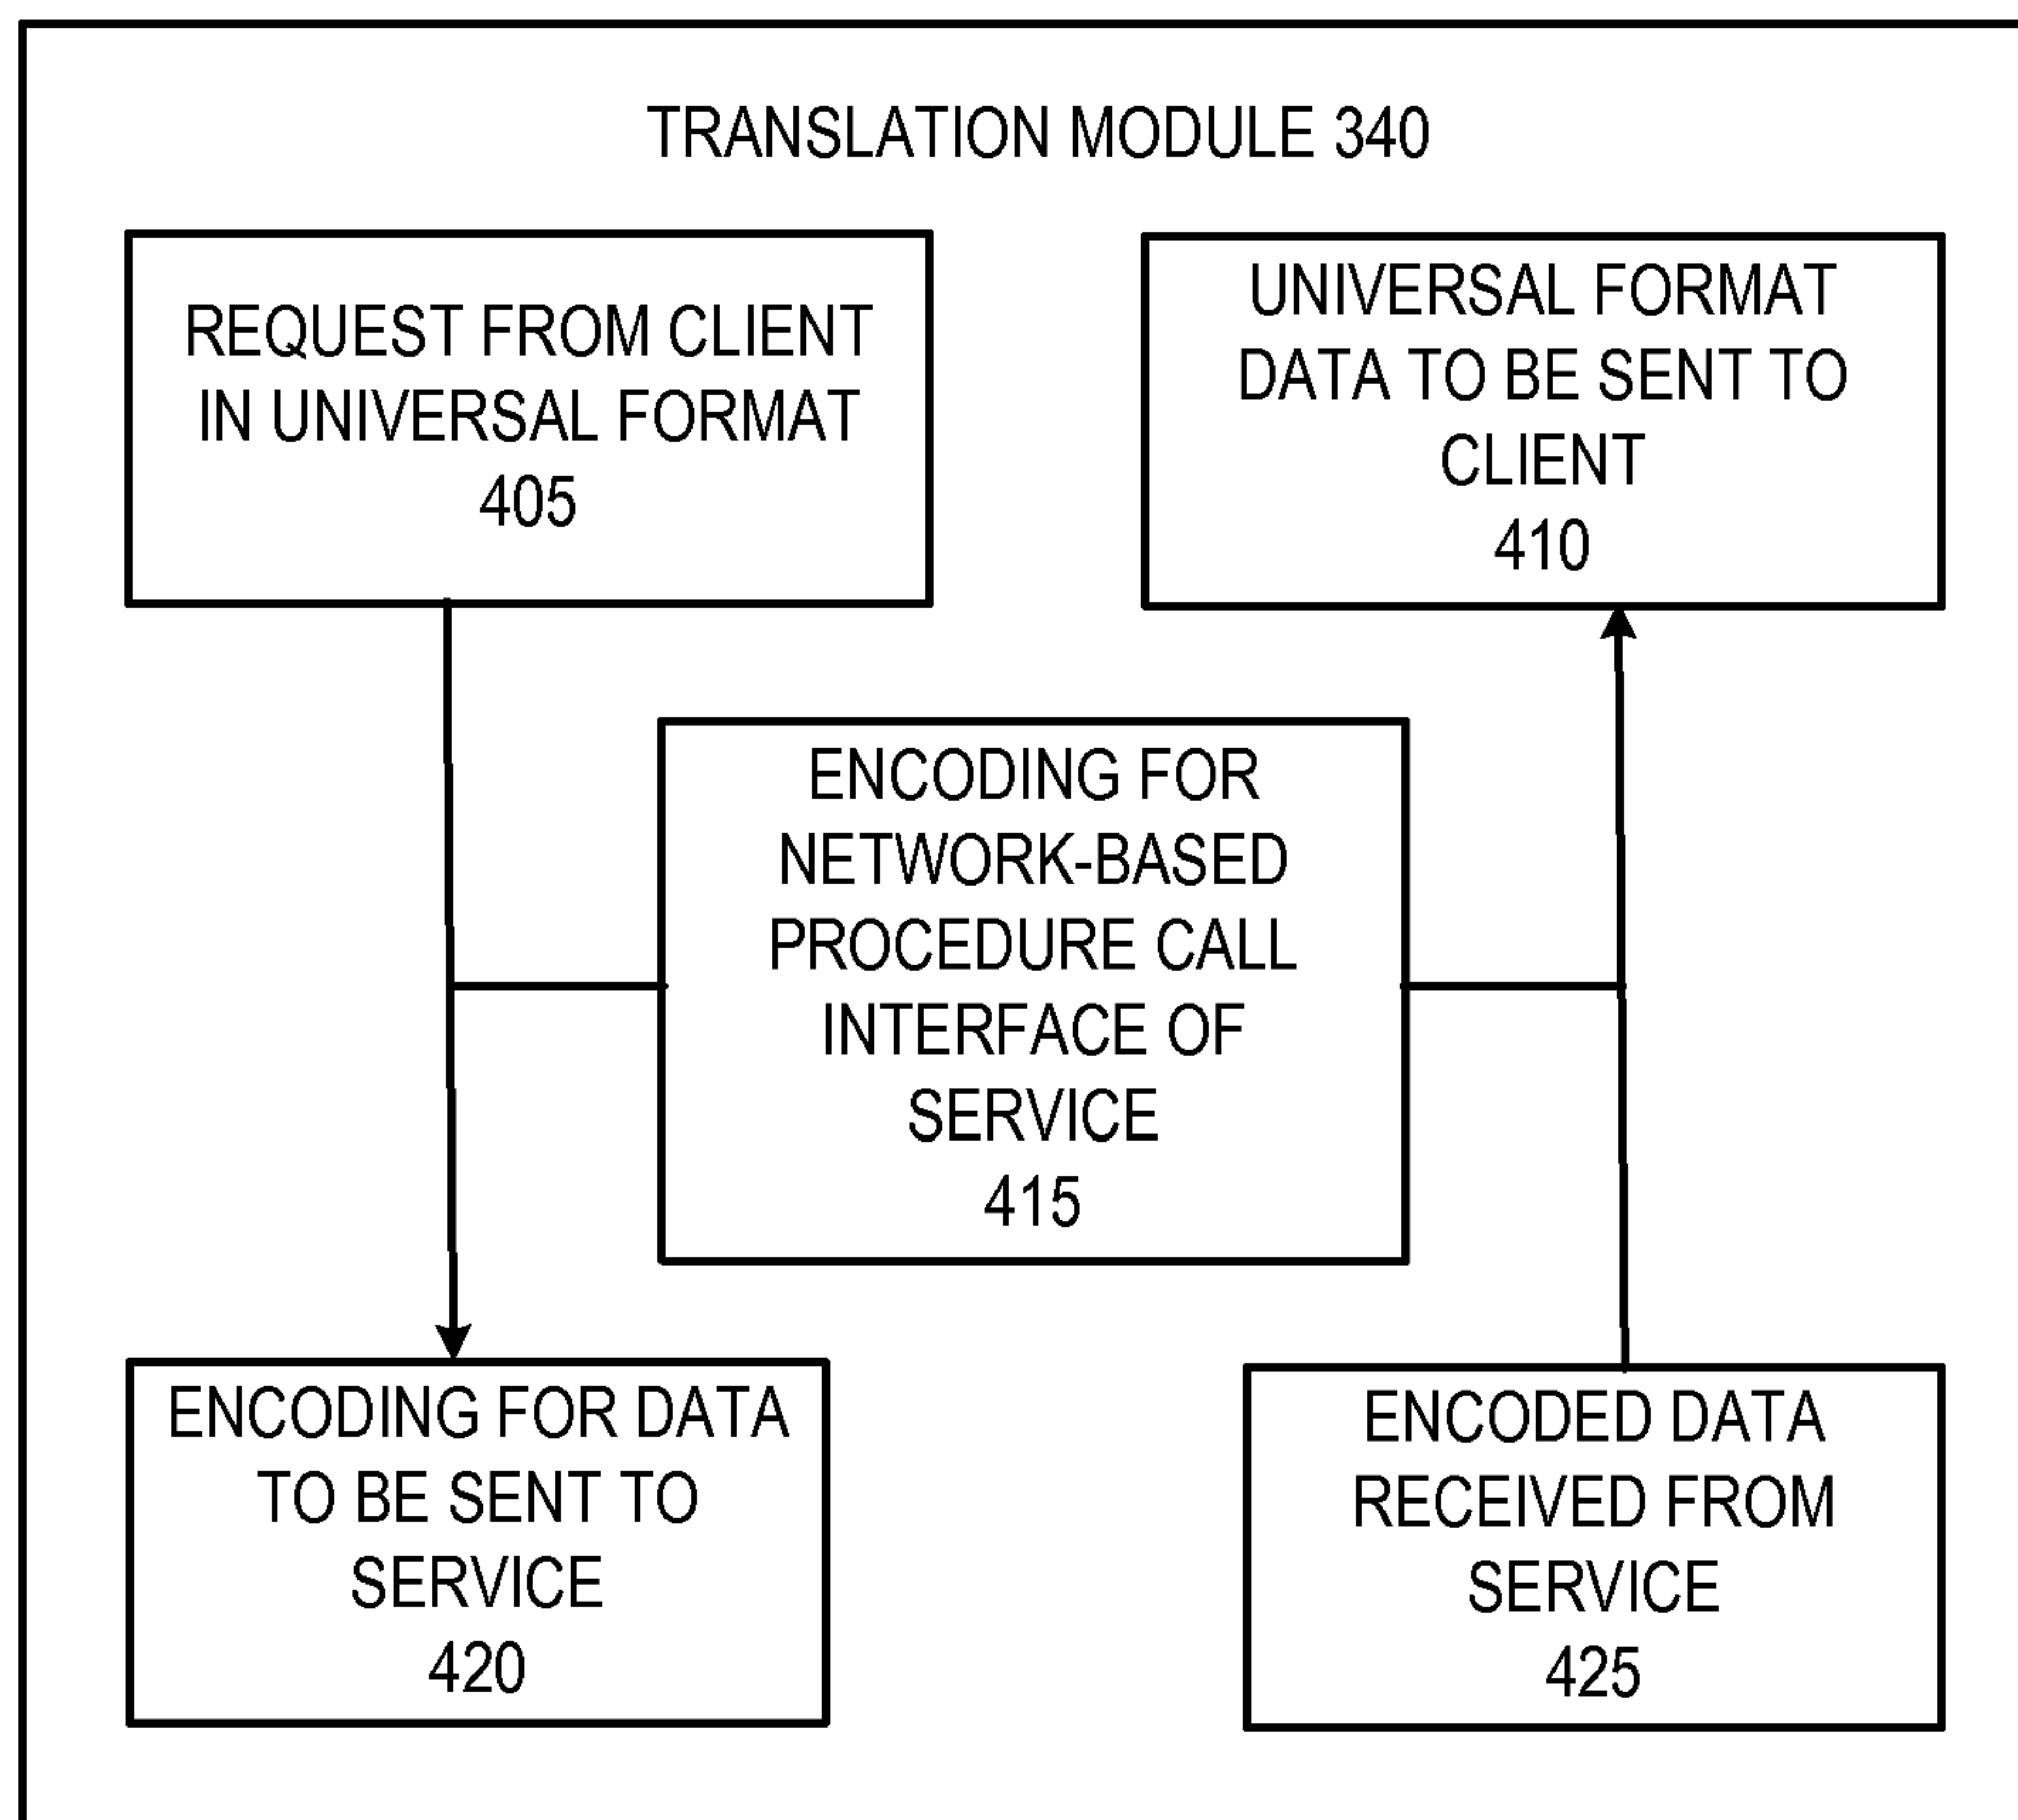 TRANSLATION MODULE 340
REQUEST FROM CLIENT
IN UNIVERSAL FORMAT
405
UNIVERSAL FORMAT
DATA TO BE SENT TO
CLIENT
410
ENCODING FOR
NETWORK-BASED
PROCEDURE CALL
INTERFACE OF
SERVICE
415
ENCODING FOR DATA
TO BE SENT TO
SERVICE
420
ENCODED DATA
RECEIVED FROM
SERVICE
425